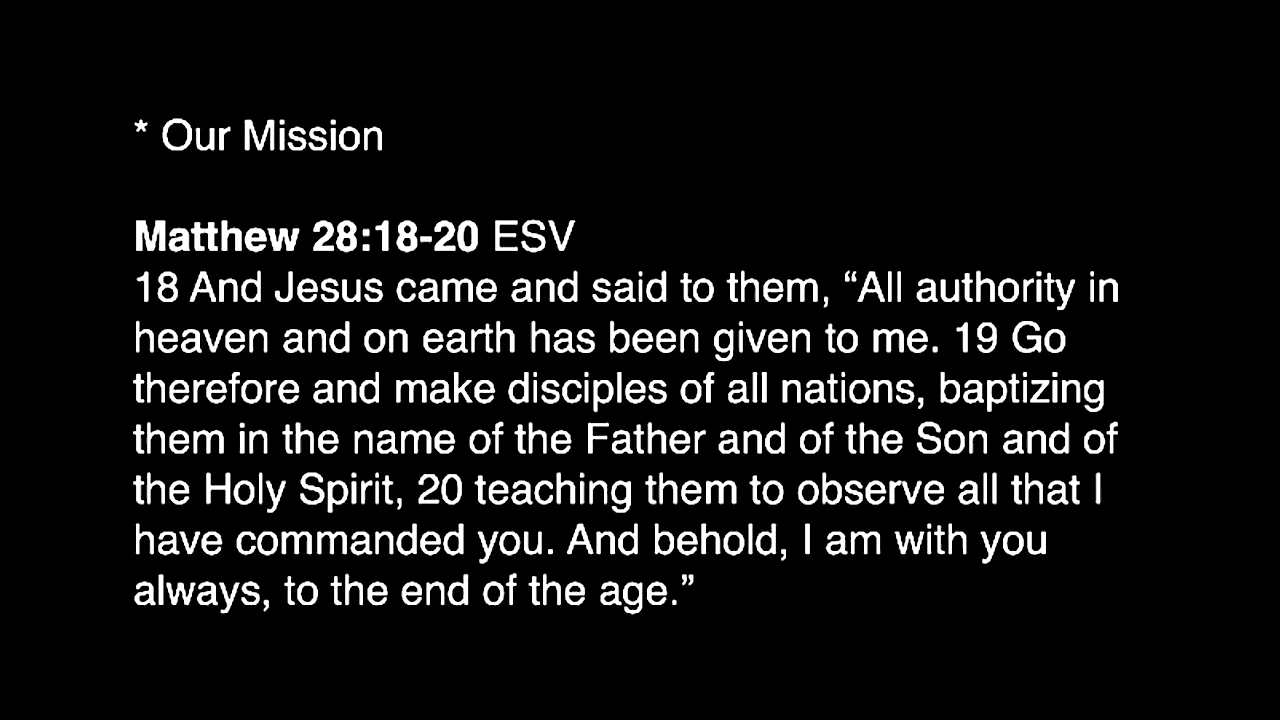 * Our Mission
Matthew 28:18-20 ESV
18 And Jesus came and said to them, “All authority in
heaven and on earth has been given to me. 19 Go
therefore and make disciples of all nations, baptizing
them in the name of the Father and of the Son and of
the Holy Spirit, 20 teaching them to observe all that I
have commanded you. And behold, I am with you
always, to the end of the age.”